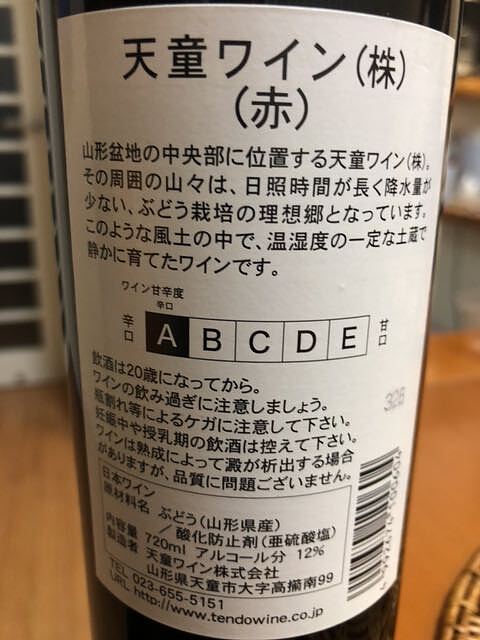 天童ワイン(株)
(赤)
山形盆地の中央部に位置する天童ワイン(株)。
その周囲の山々は、日照時間が長く降水量が
少ない、ぶどう栽培の理想郷となっています。
このような風土の中で、温湿度の一定な土蔵で
静かに育てたワインです。
ワイン甘辛度
辛口
辛口 A B C D E 甘口
飲酒は20歳になってから。
ワインの飲み過ぎに注意しましょう。
瓶割れ等によるケガに注意して下さい。
妊娠中や授乳期の飲酒は控えて下さい。
ワインは熟成によって澱が析出する場合
がありますが、品質に問題ございません。
328
日本ワイン
原材料名 ぶどう(山形県産)
／酸化防止剤(亜硫酸塩)
内容量 720ml アルコール分 12%
製造者 天童ワイン株式会社
山形県天童市大字高擶南99
TEL 023-655-5151
URL http://www.tendowine.co.jp